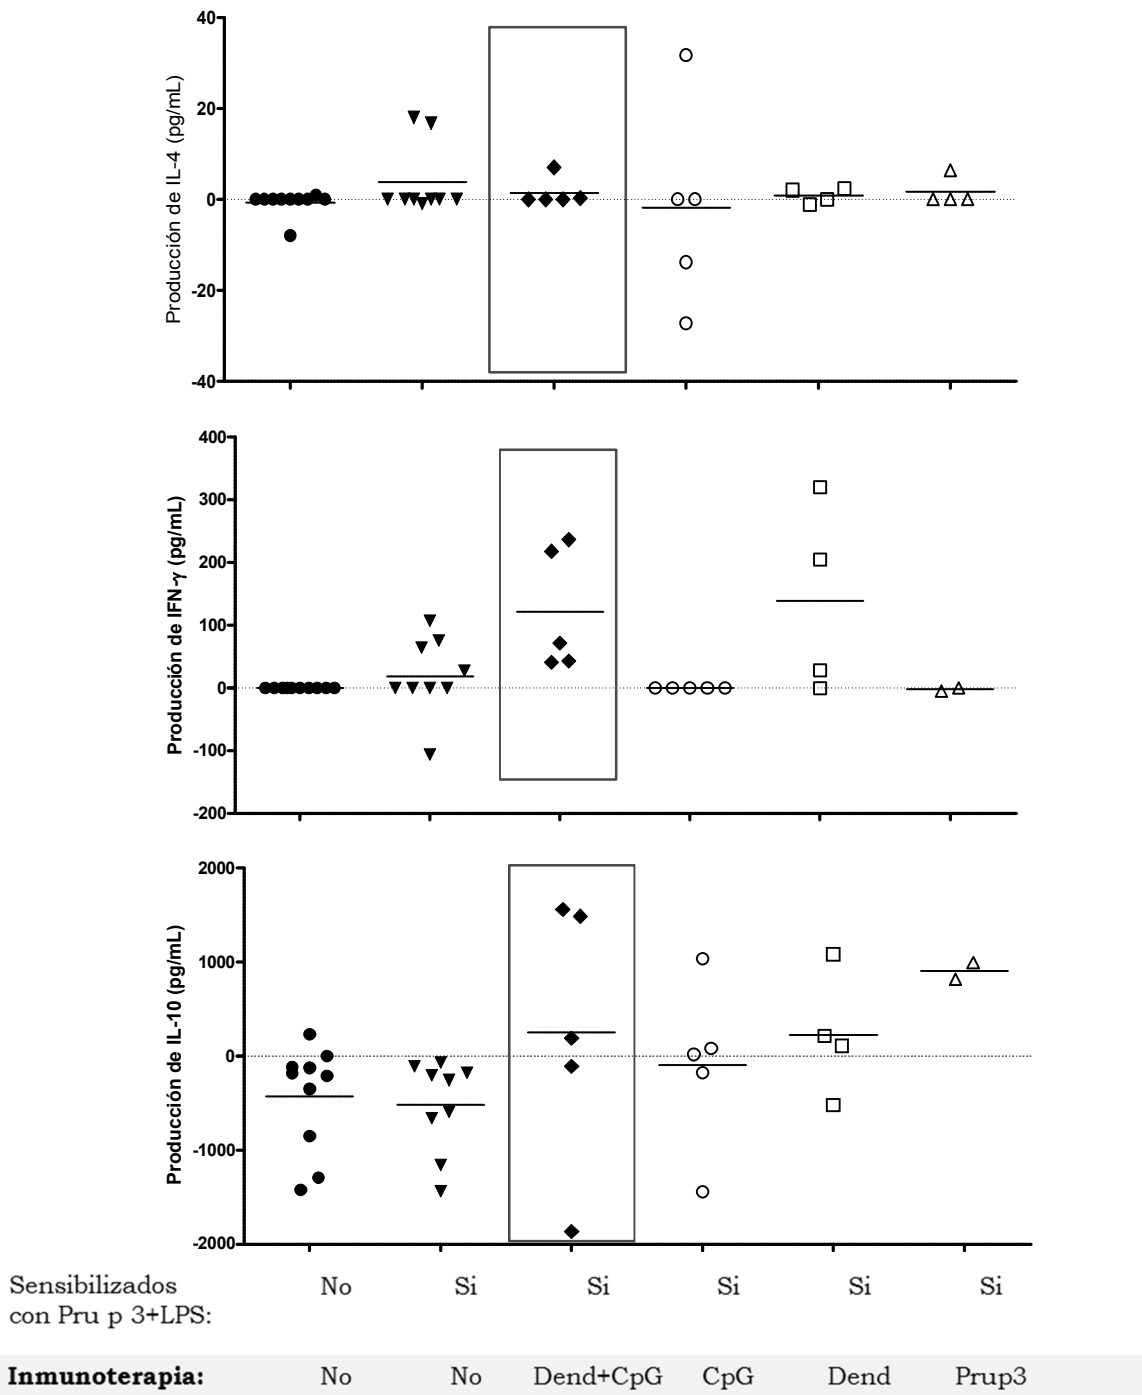 Producción de IL-4 (pg/mL)
40
20
0
-20
-40
Producción de IFN-γ (pg/mL)
400
300
200
100
0
-100
-200
Producción de IL-10 (pg/mL)
2000
1000
0
-1000
-2000
Sensibilizados No Si Si Si Si Si
con Pru p 3+LPS:
Inmunoterapia: No No Dend+CpG CpG Dend Prup3